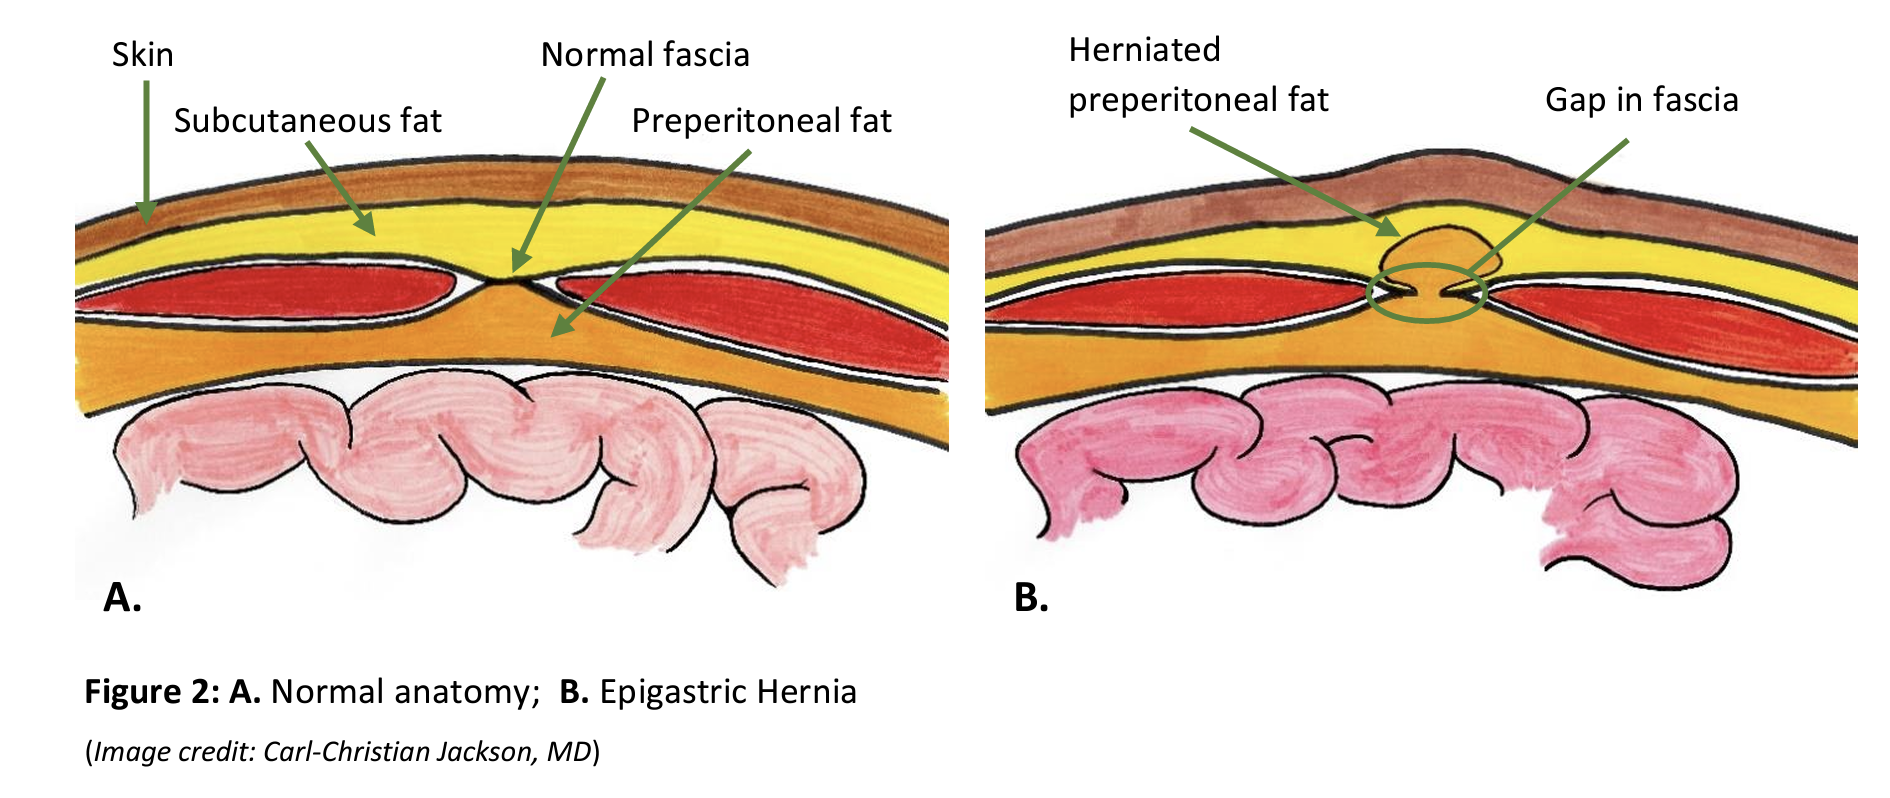 Skin
Subcutaneous fat
Normal fascia
Preperitoneal fat
A.
Herniated
preperitoneal fat
Gap in fascia
B.
Figure 2: A. Normal anatomy;  B. Epigastric Hernia
(Image credit: Carl-Christian Jackson, MD)